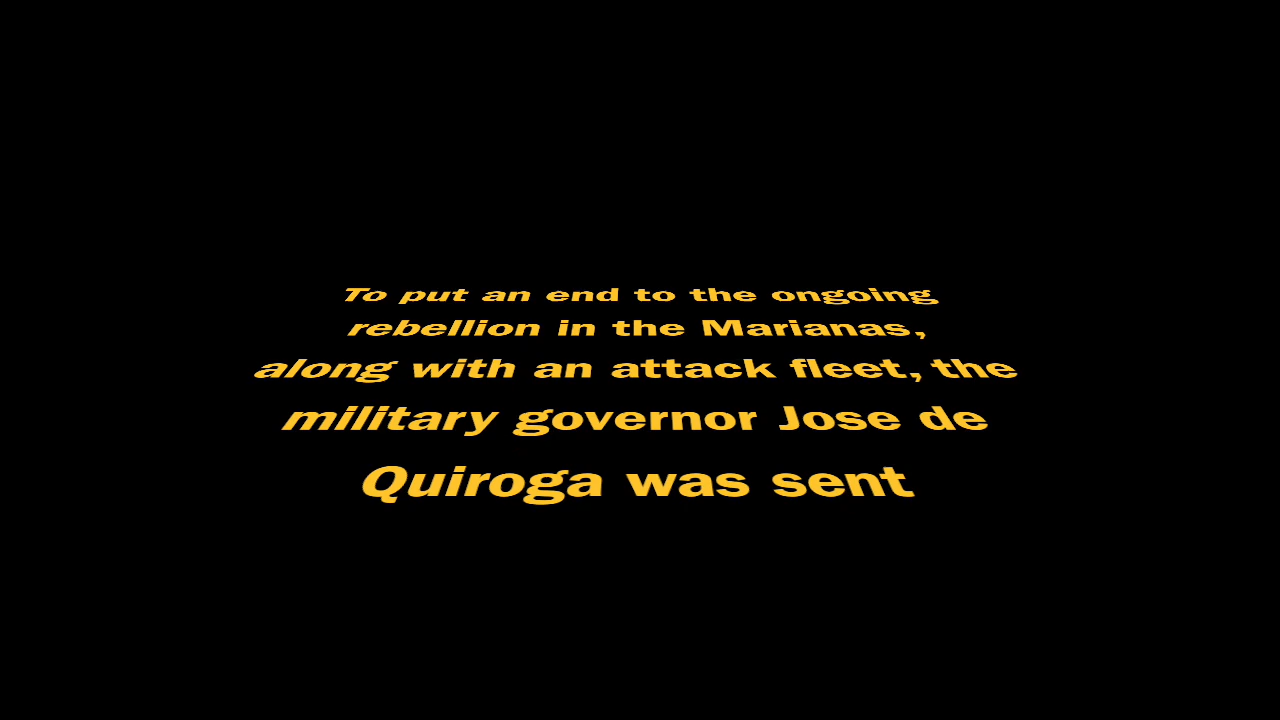 To put an end to the ongoing
rebellion in the Marianas,
along with an attack fleet, the
military governor Jose de
Quiroga was sent